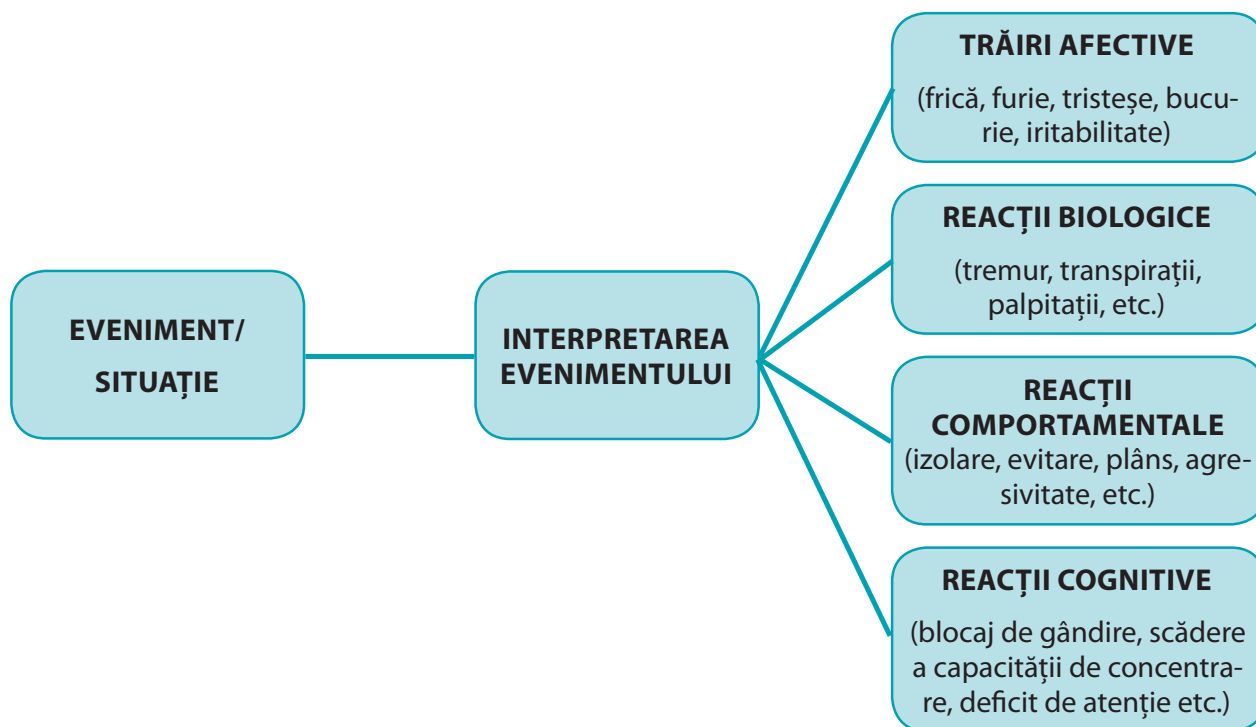 EVENIMENT/
SITUAȚIE
INTERPRETAREA
EVENIMENTULUI
TRĂIRI AFECTIVE
(frică, furie, tristeșe, bucu-
rie, iritabilitate)
REACȚII BIOLOGICE
(tremur, transpirații,
palpitații, etc.)
REACȚII
COMPORTAMENTALE
(izolare, evitare, plâns, agre-
sivitate, etc.)
REACȚII COGNITIVE
(blocaj de gândire, scădere
a capacității de concentra-
re, deficit de atenție etc.)